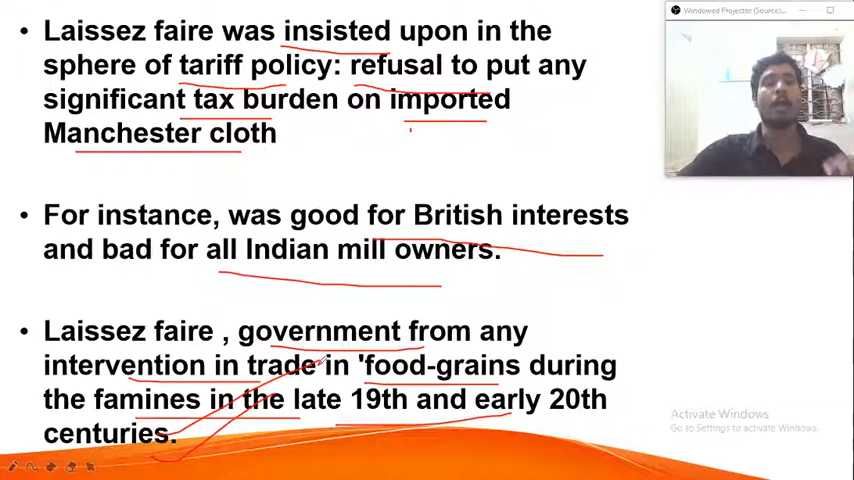 Laissez faire was insisted upon in the
sphere of tariff policy: refusal to put any
significant tax burden on imported
Manchester cloth
For instance, was good for British interests
and bad for all Indian mill owners.
Laissez faire , government from any
intervention in trade in 'food-grains during
the famines in the late 19th and early 20th
centuries.
Windowed Projector (Source)...
Activate Windows
Go to Settings to activate Windows.